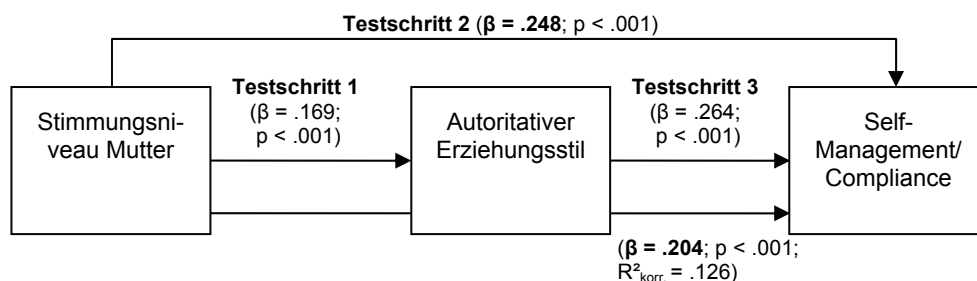 Testschritt 2 (β = .248; p < .001)
Testschritt 1
(β = .169;
p < .001)
Testschritt 3
(β = .264;
p < .001)
Stimmungsni-
veau Mutter
Autoritativer
Erziehungsstil
Self-
Management/
Compliance
(β = .204; p < .001;
R²korr. = .126)